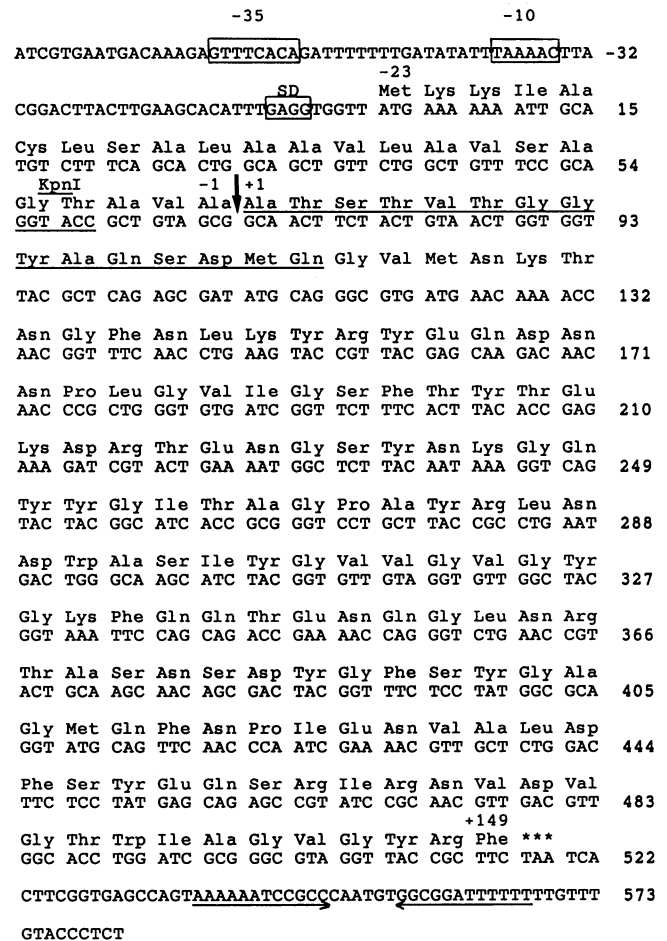 -35 -10
ATCGTGAATGACAAAGAGTTTCACAGATTTTTTTGATATATTTAAAACTTA -32
-23
SD Met Lys Lys Ile Ala
CGGACTTACTTGAAGCACATTTGAGGTGGTT ATG AAA AAA ATT GCA 15
Cys Leu Ser Ala Leu Ala Ala Val Leu Ala Val Ser Ala
TGT CTT TCA GCA CTG GCA GCT GTT CTG GCT GTT TCC GCA 54
KpnI -1 +1
Gly Thr Ala Val Ala Ala Thr Ser Thr Val Thr Gly Gly
GGT ACC GCT GTA GCG GCA ACT TCT ACT GTA ACT GGT GGT 93
Tyr Ala Gln Ser Asp Met Gln Gly Val Met Asn Lys Thr
TAC GCT CAG AGC GAT ATG CAG GGC GTG ATG AAC AAA ACC 132
Asn Gly Phe Asn Leu Lys Tyr Arg Tyr Glu Gln Asp Asn
AAC GGT TTC AAC CTG AAG TAC CGT TAC GAG CAA GAC AAC 171
Asn Pro Leu Gly Val Ile Gly Ser Phe Thr Tyr Thr Glu
AAC CCG CTG GGT GTG ATC GGT TCT TTC ACT TAC ACC GAG 210
Lys Asp Arg Thr Glu Asn Gly Ser Tyr Asn Lys Gly Gln
AAA GAT CGT ACT GAA AAT GGC TCT TAC AAT AAA GGT CAG 249
Tyr Tyr Gly Ile Thr Ala Gly Pro Ala Tyr Arg Leu Asn
TAC TAC GGC ATC ACC GCG GGT CCT GCT TAC CGC CTG AAT 288
Asp Trp Ala Ser Ile Tyr Gly Val Val Gly Val Gly Tyr
GAC TGG GCA AGC ATC TAC GGT GTT GTA GGT GTT GGC TAC 327
Gly Lys Phe Gln Gln Thr Glu Asn Gln Gly Leu Asn Arg
GGT AAA TTC CAG CAG ACC GAA AAC CAG GGT CTG AAC CGT 366
Thr Ala Ser Asn Ser Asp Tyr Gly Phe Ser Tyr Gly Ala
ACT GCA AGC AAC AGC GAC TAC GGT TTC TCC TAT GGC GCA 405
Gly Met Gln Phe Asn Pro Ile Glu Asn Val Ala Leu Asp
GGT ATG CAG TTC AAC CCA ATC GAA AAC GTT GCT CTG GAC 444
Phe Ser Tyr Glu Gln Ser Arg Ile Arg Asn Val Asp Val
TTC TCC TAT GAG CAG AGC CGT ATC CGC AAC GTT GAC GTT 483
+149
Gly Thr Trp Ile Ala Gly Val Gly Tyr Arg Phe ***
GGC ACC TGG ATC GCG GGC GTA GGT TAC CGC TTC TAA TCA 522
CTTCGGTGAGCCAGTAAAAAATCCGCCCAATGTGGCGGATTTTTTTTGTTT 573
GTACCCTCT